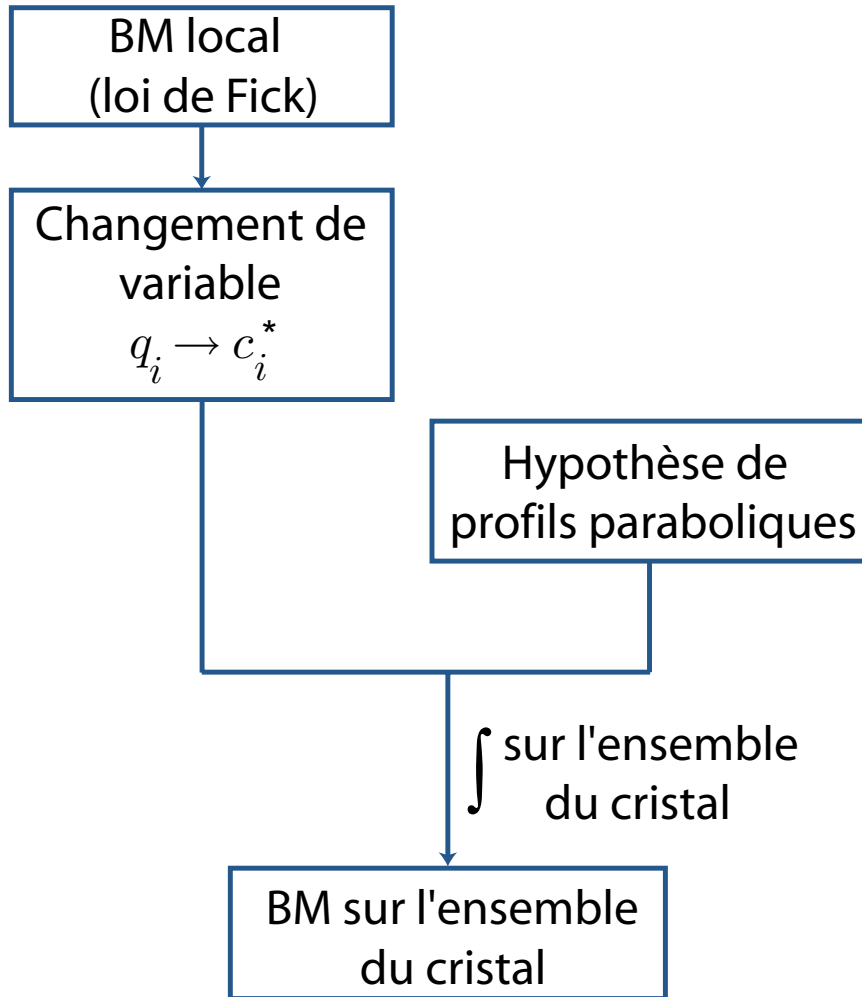 BM local
(loi de Fick)
Changement de
variable
q_i → c_i^*
Hypothèse de
profils paraboliques
∫ sur l'ensemble
du cristal
BM sur l'ensemble
du cristal